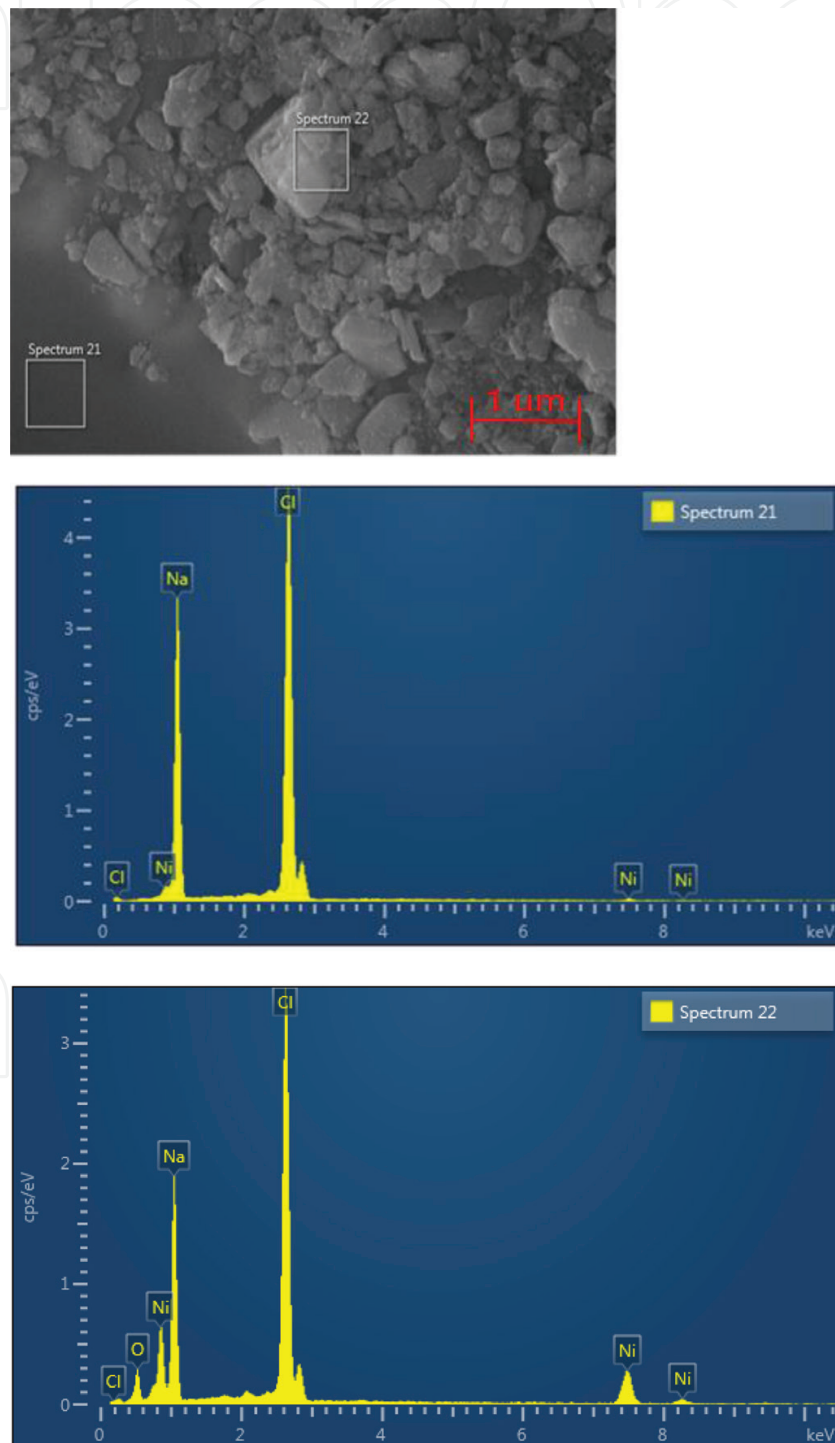 Spectrum 22
Spectrum 21
1 um
Spectrum 21
Cl
Na
Cl
Ni
Ni
Ni
4
3
2
1
0
cps/eV
0
2
4
6
8
keV
Spectrum 22
Cl
Na
Ni
O
Cl
Ni
Ni
3
2
1
0
cps/eV
0
2
4
6
8
keV